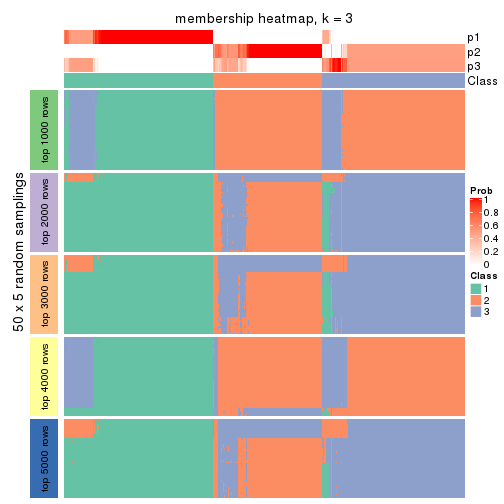 membership heatmap, k = 3
p1
p2
p3
Class
50 x 5 random samplings
top 1000 rows
top 2000 rows
top 3000 rows
top 4000 rows
top 5000 rows
Prob
1
0.8
0.6
0.4
0.2
0
Class
1
2
3